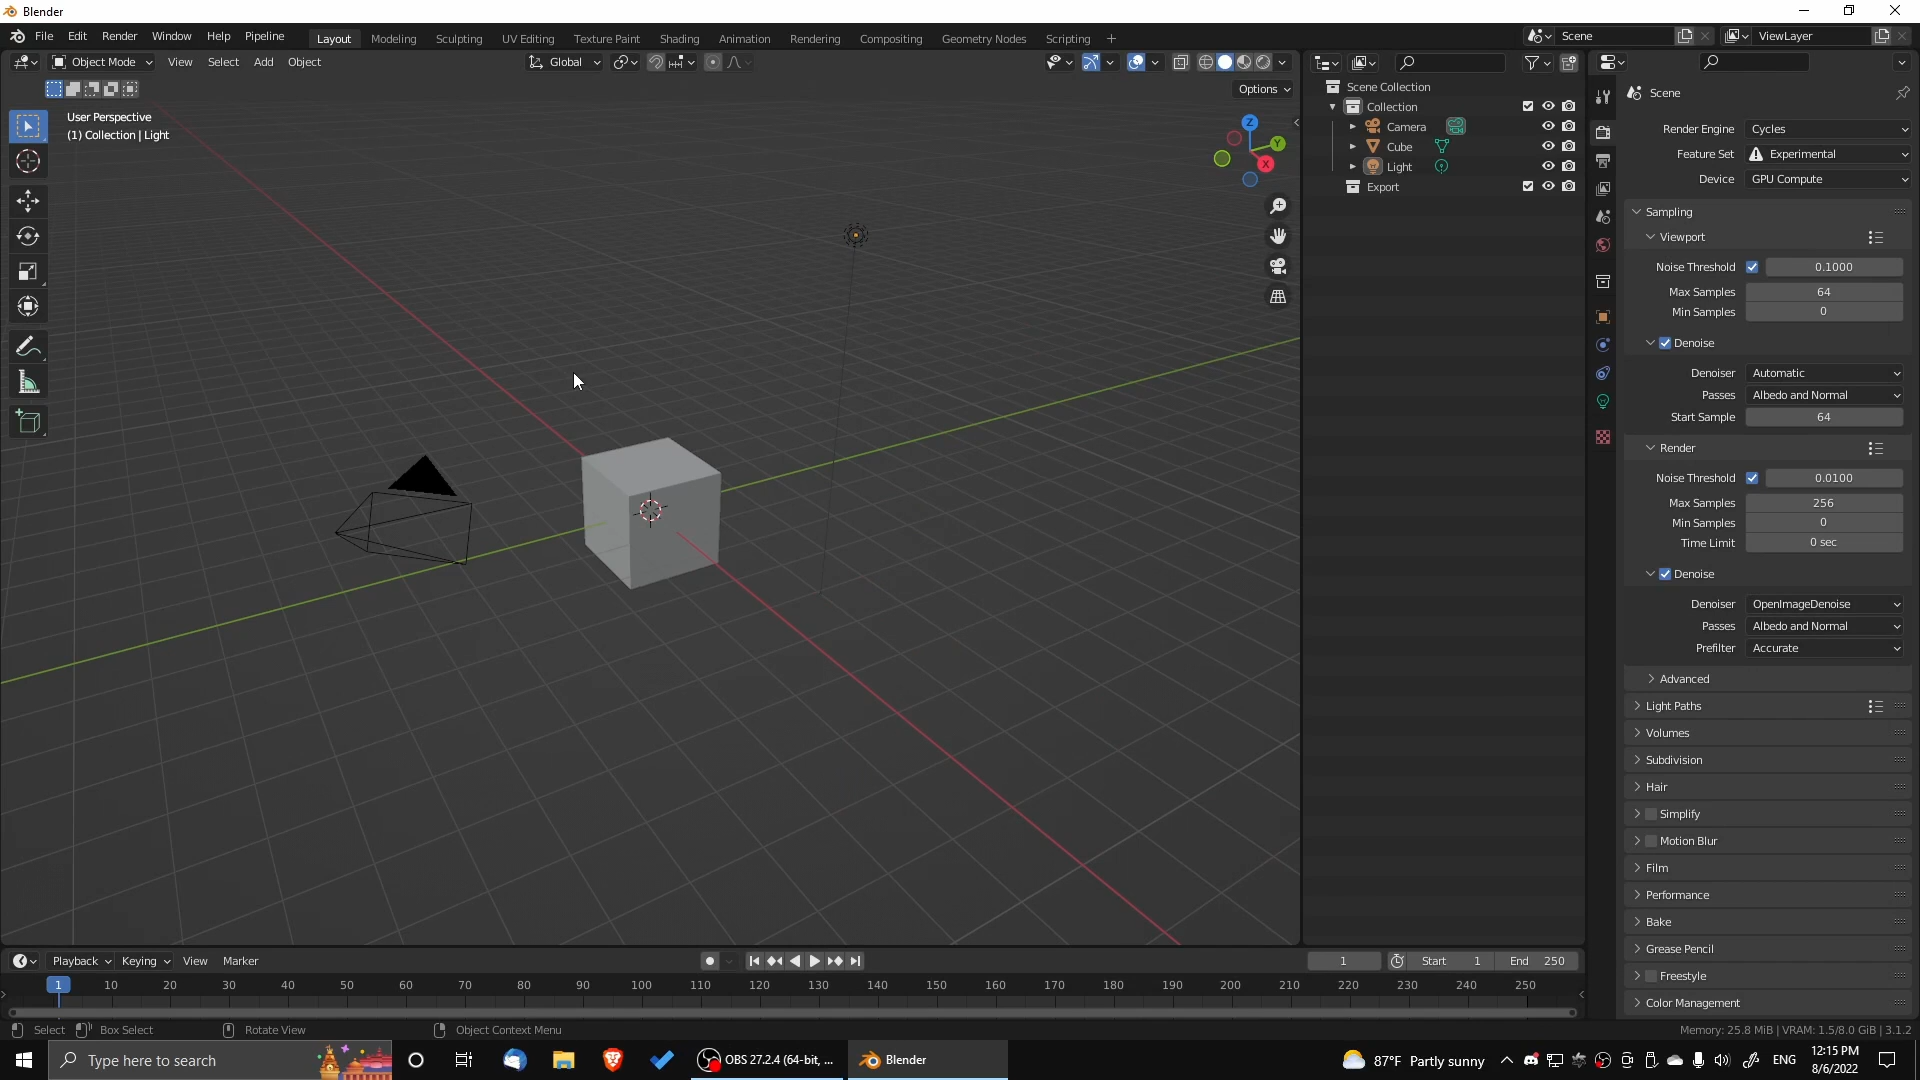 Blender
File Edit Render Window Help Pipeline Layout Modeling Sculpting UV Editing Texture Paint Shading Animation Rendering Compositing Geometry Nodes Scripting + Scene ViewLayer
Object Mode View Select Add Object Global
Options
User Perspective
(1) Collection | Light
Z
Y
X
Scene Collection
Collection
Camera
Cube
Light
Export
Scene
Render Engine Cycles
Feature Set Experimental
Device GPU Compute
Sampling
Viewport
Noise Threshold 0.1000
Max Samples 64
Min Samples 0
Denoise
Denoiser Automatic
Passes Albedo and Normal
Start Sample 64
Render
Noise Threshold 0.0100
Max Samples 256
Min Samples 0
Time Limit 0 sec
Denoise
Denoiser OpenImageDenoise
Passes Albedo and Normal
Prefilter Accurate
Advanced
Light Paths
Volumes
Subdivision
Hair
Simplify
Motion Blur
Film
Performance
Bake
Grease Pencil
Freestyle
Color Management
Playback Keying View Marker 1 Start 1 End 250
1 10 20 30 40 50 60 70 80 90 100 110 120 130 140 150 160 170 180 190 200 210 220 230 240 250
Select Box Select Rotate View Object Context Menu Memory: 25.8 MiB | VRAM: 1.5/8.0 GiB | 3.1.2
Type here to search OBS 27.2.4 (64-bit, ... Blender 87°F Partly sunny ENG 12:15 PM
8/6/2022